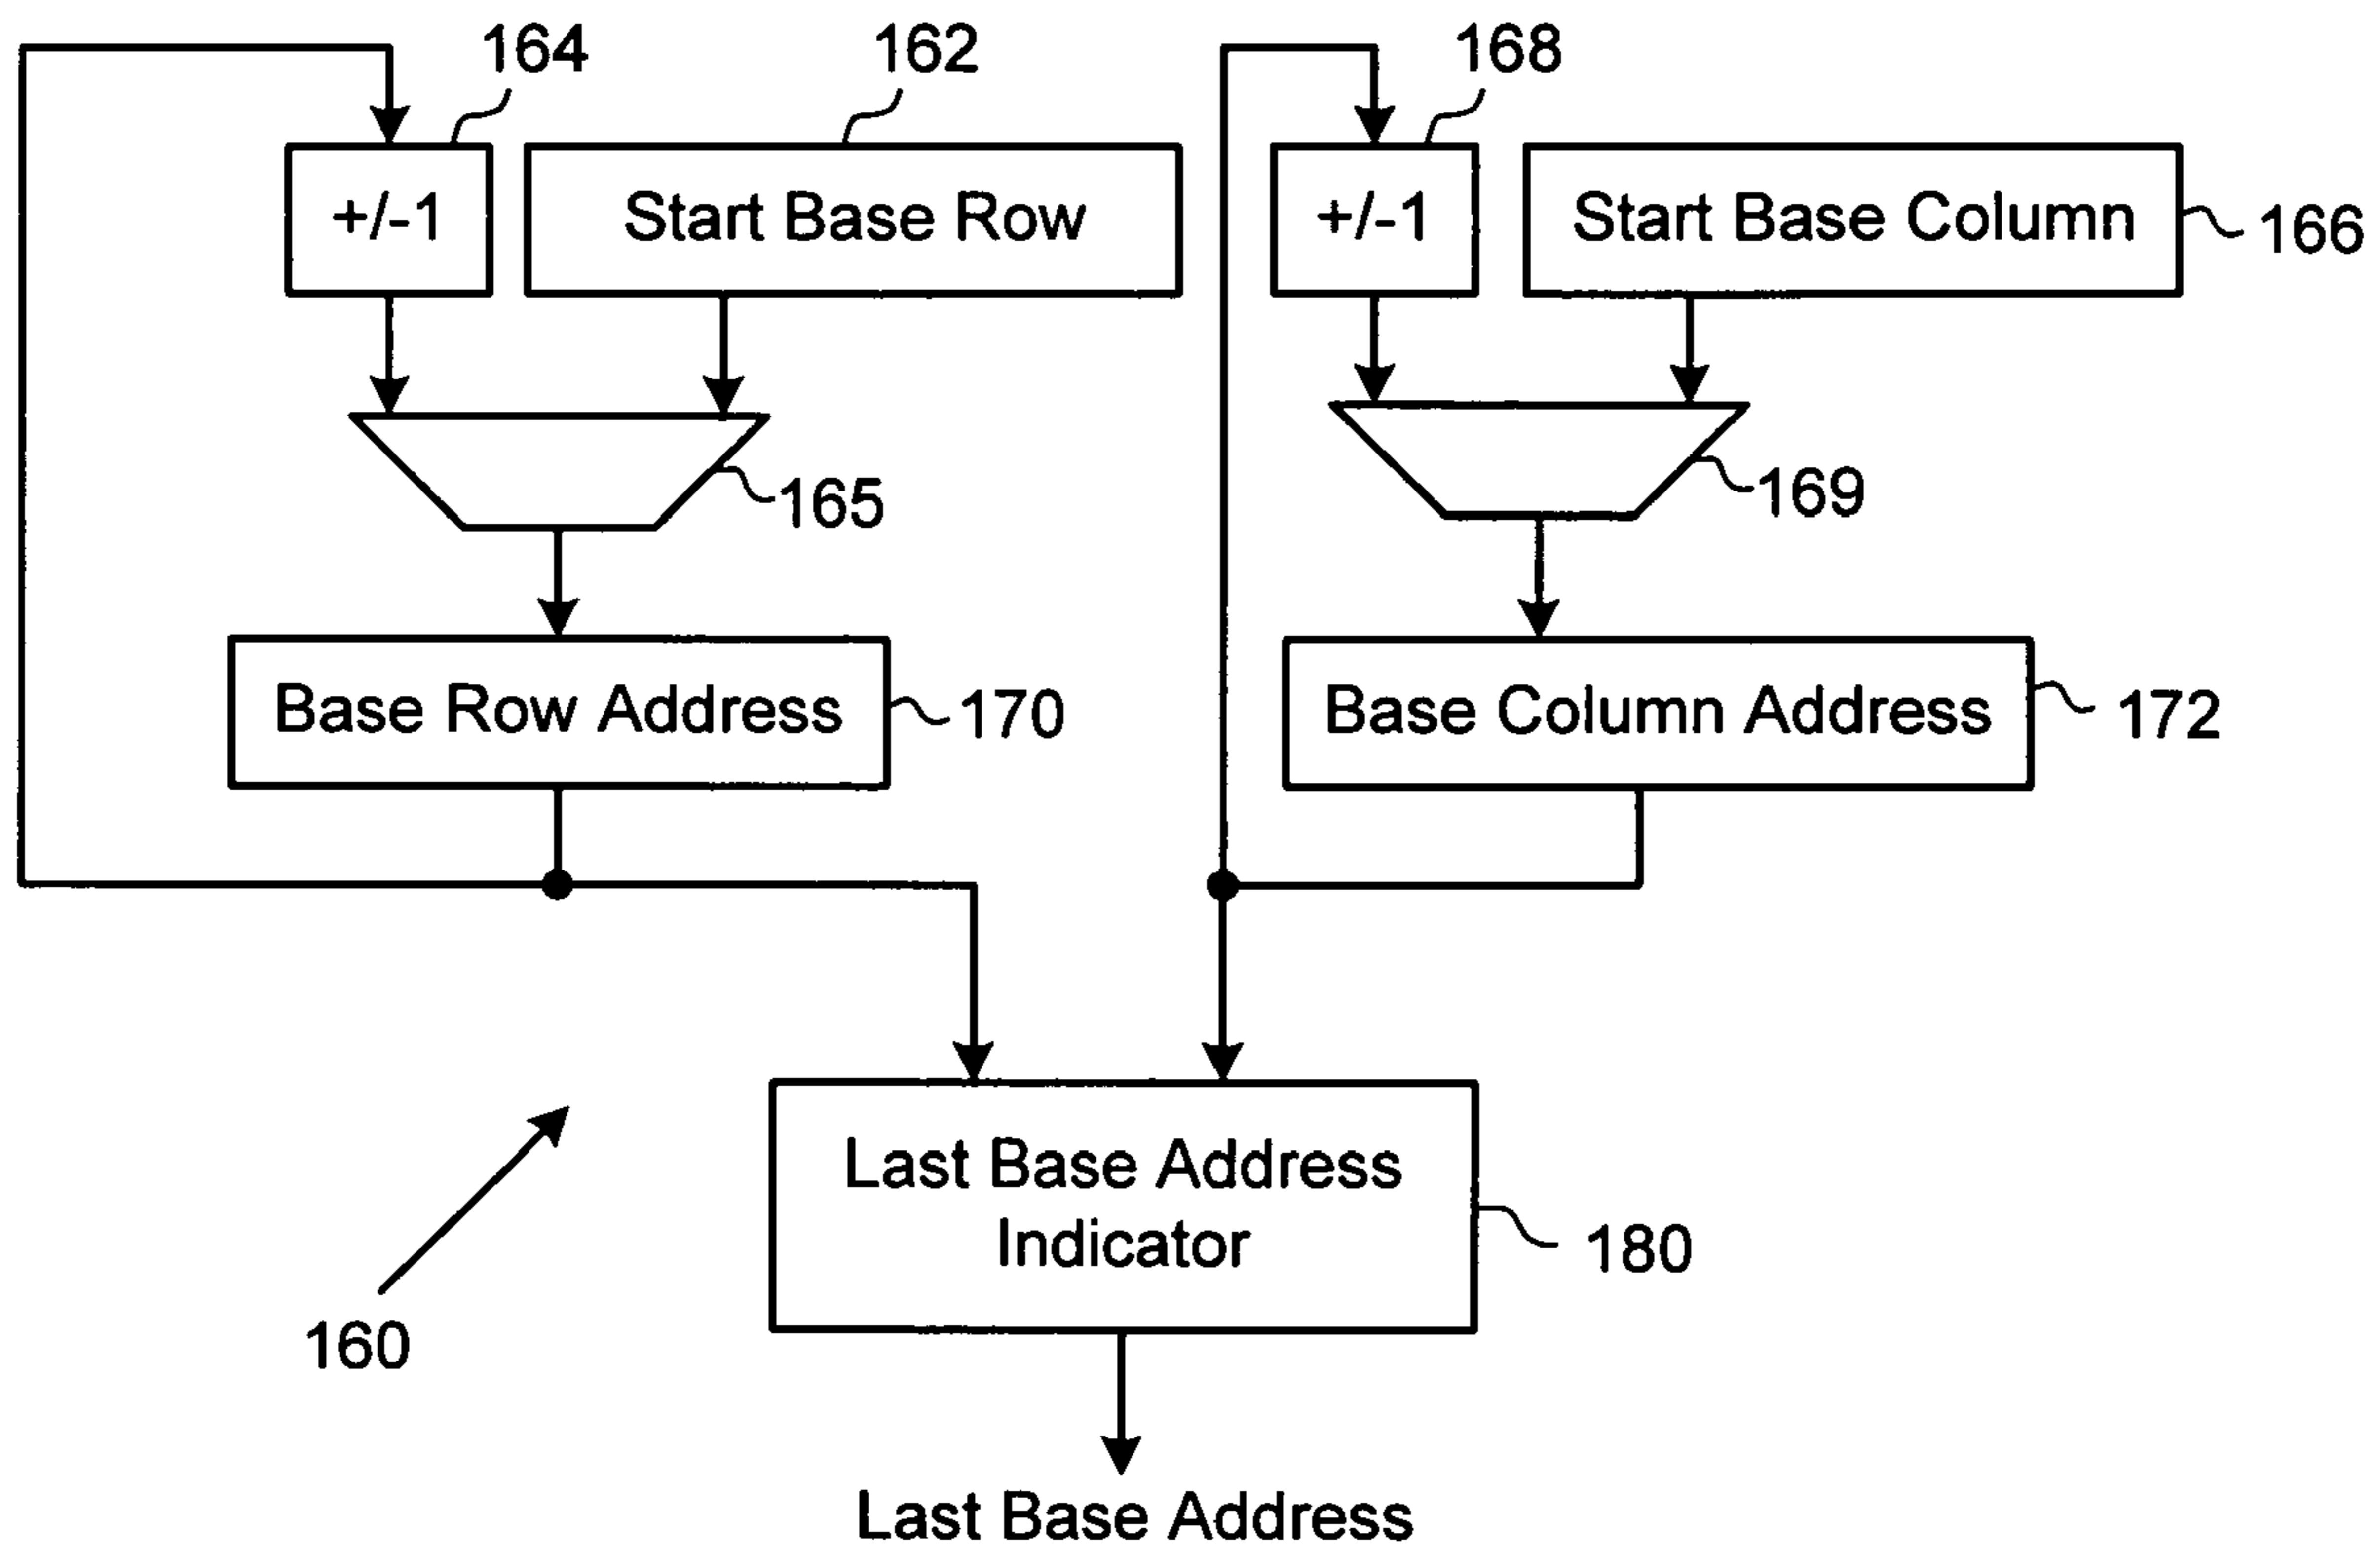 164
162
168
+/-1
Start Base Row
+/-1
Start Base Column
166
165
169
Base Row Address
170
Base Column Address
172
Last Base Address
Indicator
180
160
Last Base Address